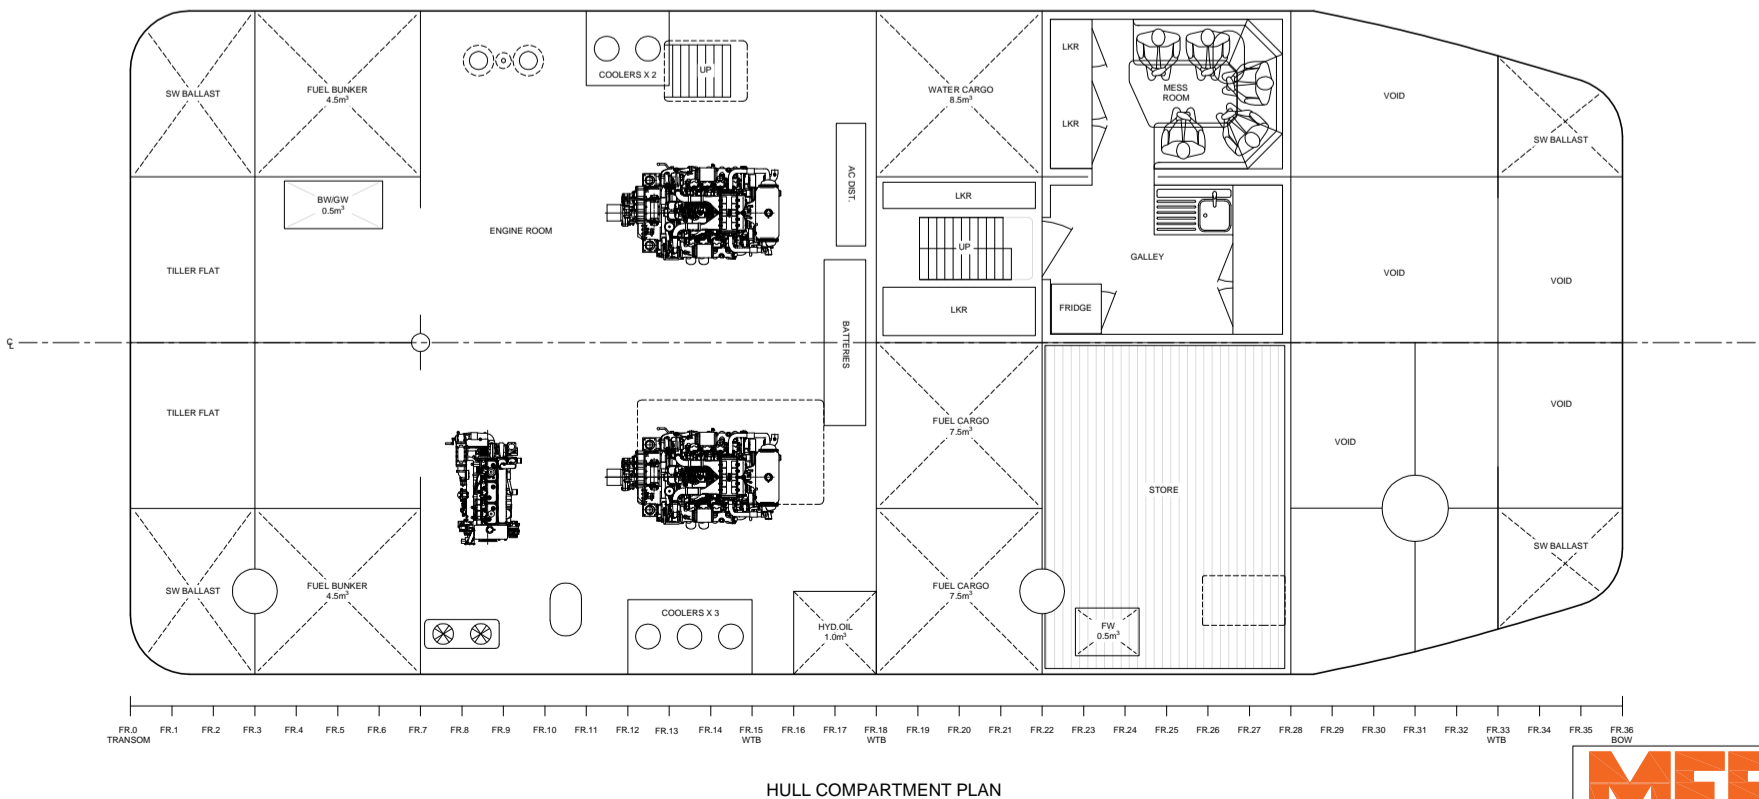 SW BALLAST
FUEL BUNKER
4.5m³
COOLERS X 2
UP
WATER CARGO
8.5m³
LKR
LKR
MESS
ROOM
VOID
SW BALLAST
BW/GW
0.5m³
ENGINE ROOM
AC DIST.
LKR
UP
LKR
GALLEY
FRIDGE
TILLER FLAT
VOID
VOID
BATTERIES
TILLER FLAT
FUEL CARGO
7.5m³
STORE
VOID
VOID
SW BALLAST
FUEL BUNKER
4.5m³
COOLERS X 3
HYD.OIL
1.0m³
FUEL CARGO
7.5m³
FW
0.5m³
SW BALLAST
FR.0 FR.1 FR.2 FR.3 FR.4 FR.5 FR.6 FR.7 FR.8 FR.9 FR.10 FR.11 FR.12 FR.13 FR.14 FR.15 FR.16 FR.17 FR.18 FR.19 FR.20 FR.21 FR.22 FR.23 FR.24 FR.25 FR.26 FR.27 FR.28 FR.29 FR.30 FR.31 FR.32 FR.33 FR.34 FR.35 FR.36
TRANSOM WTB WTB WTB BOW
HULL COMPARTMENT PLAN